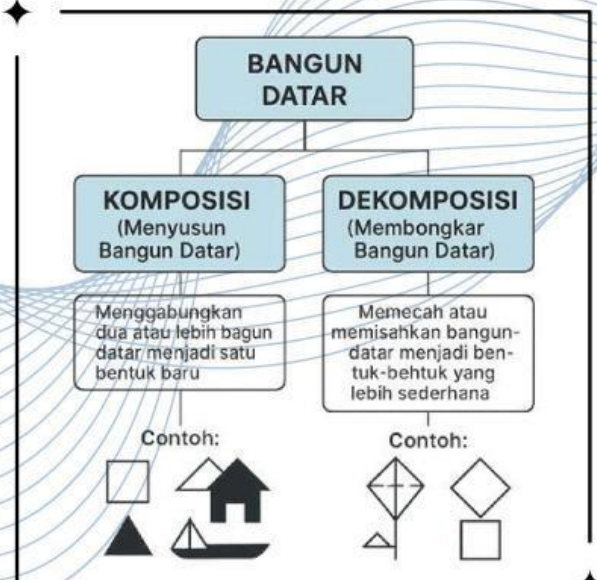 BANGUN
DATAR
KOMPOSISI
(Menyusun
Bangun Datar)
Menggabungkan
dua atau lebih bagun
datar menjadi satu
bentuk baru
Contoh:
DEKOMPOSISI
(Membongkar
Bangun Datar)
Memecah atau
memisahkan bangun-
datar menjadi ben-
tuk-behtuk yang
lebih sederhana
Contoh: